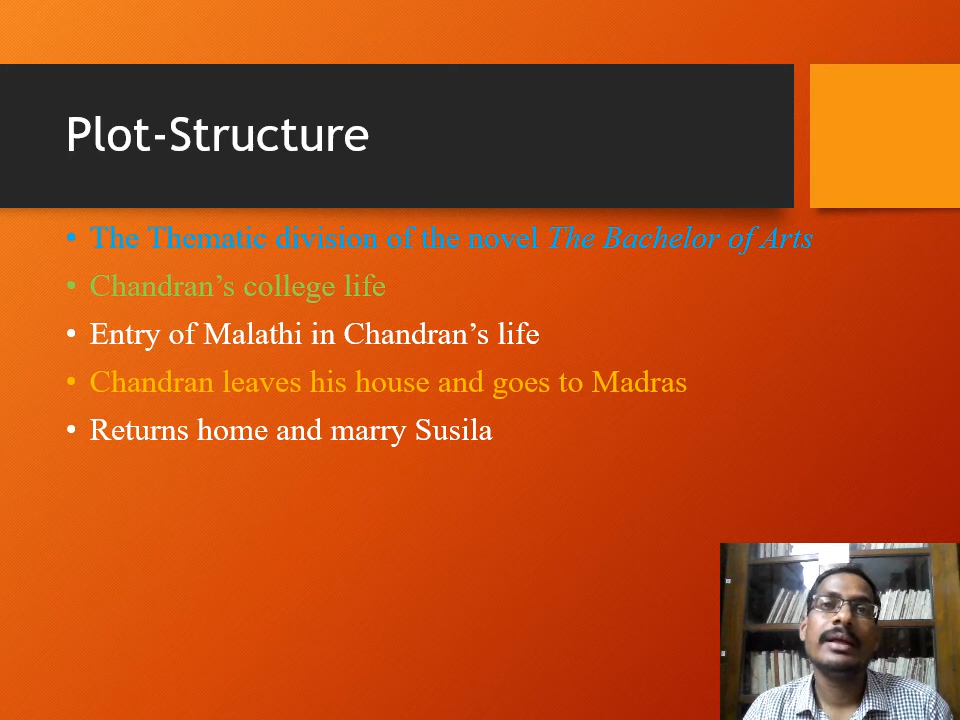 Plot-Structure
• The Thematic division of the novel The Bachelor of Arts
• Chandran’s college life
• Entry of Malathi in Chandran’s life
• Chandran leaves his house and goes to Madras
• Returns home and marry Susila